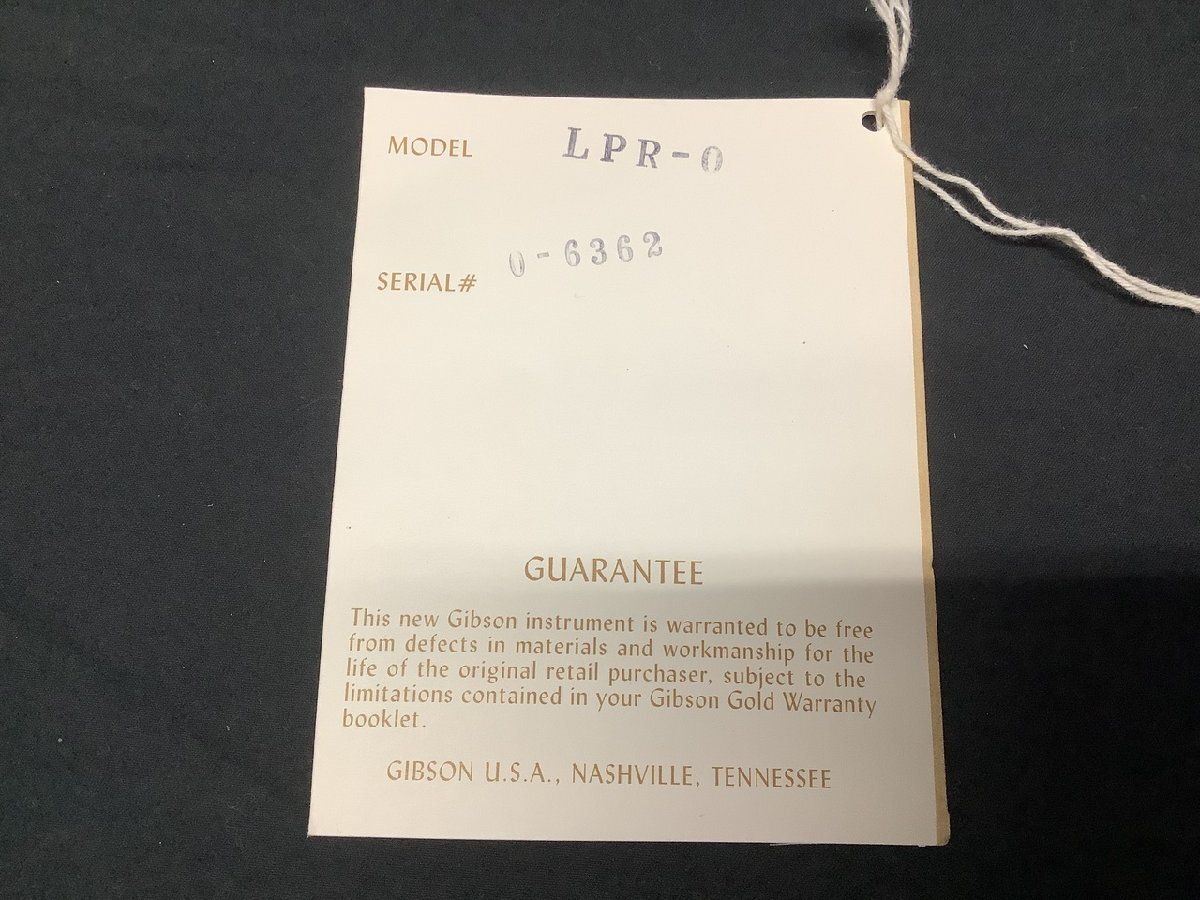 MODEL LPR-0
0-6362
SERIAL#
GUARANTEE
This new Gibson instrument is warranted to be free
from defects in materials and workmanship for the
life of the original retail purchaser, subject to the
limitations contained in your Gibson Gold Warranty
booklet.
GIBSON U.S.A., NASHVILLE, TENNESSEE